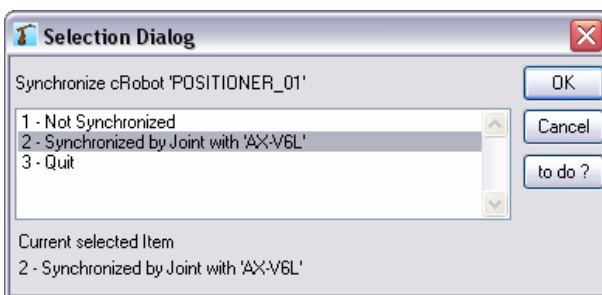 Selection Dialog
Synchronize cRobot 'POSITIONER_01'
OK
1 - Not Synchronized
2 - Synchronized by Joint with 'AX-V6L'
3 - Quit
Cancel
to do ?
Current selected Item
2 - Synchronized by Joint with 'AX-V6L'